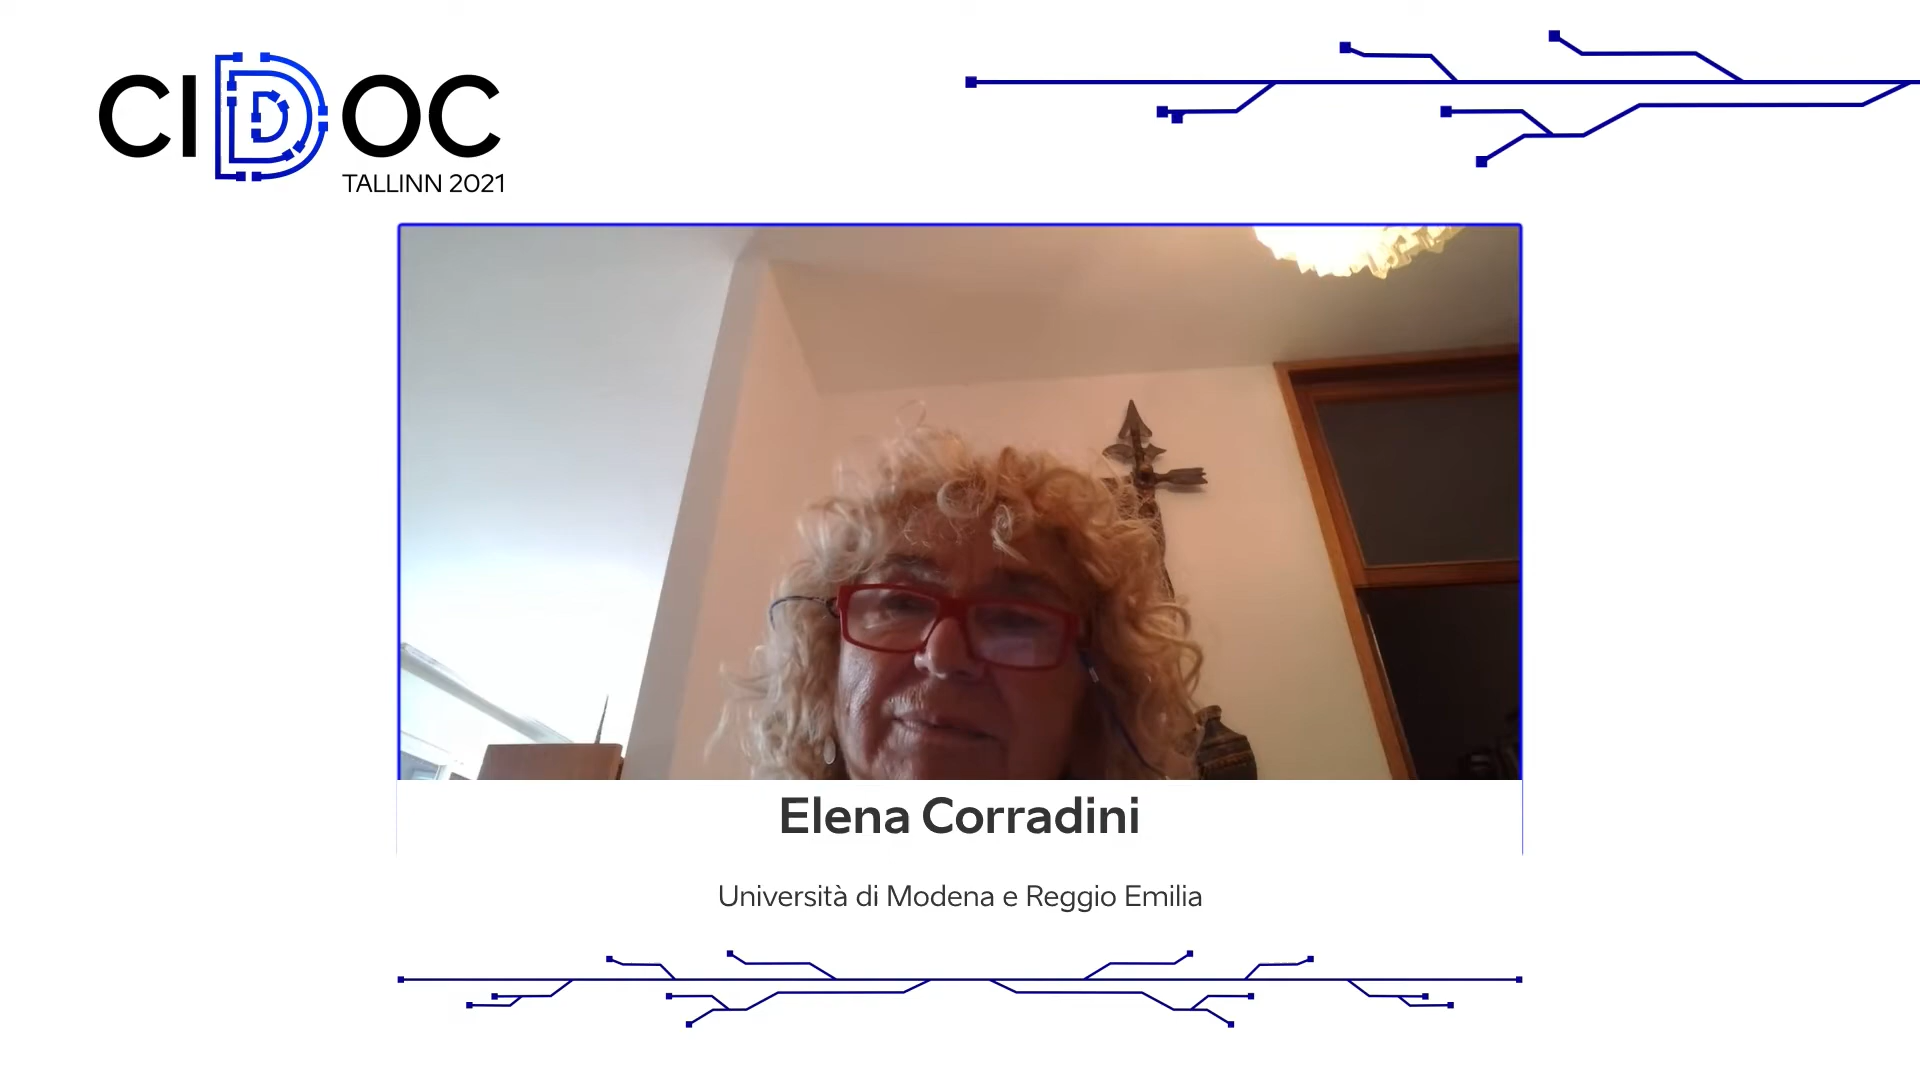 CIDOC
TALLINN 2021
Elena Corradini
Università di Modena e Reggio Emilia